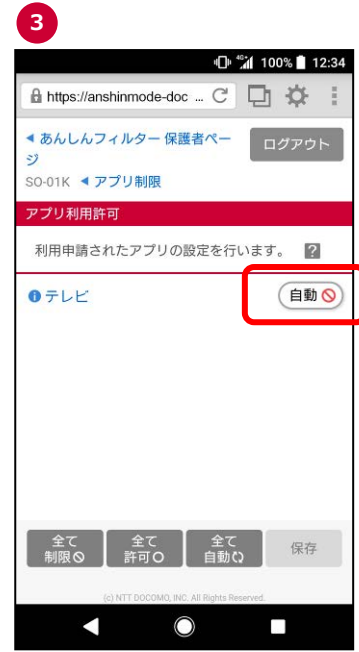 3
4G 100% 12:34
https://anshinmode-doc ...
あんしんフィルター 保護者ペー
ジ
ログアウト
SO-01K ◀ アプリ制限
アプリ利用許可
利用申請されたアプリの設定を行います。 ?
テレビ
自動
全て
制限
全て
許可
全て
自動
保存
(c) NTT DOCOMO, INC. All Rights Reserved.